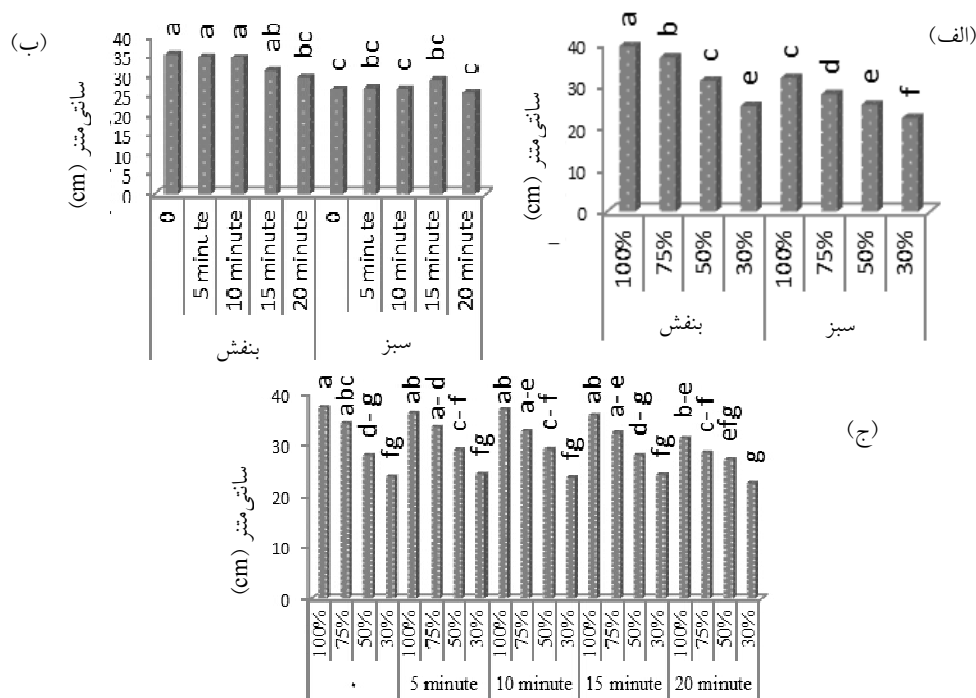 (الف)
سانتی‌متر (cm)
40
30
20
10
0
a b c e c d e f
100% 75% 50% 30% 100% 75% 50% 30%
بنفش سبز
(ب)
سانتی‌متر (cm)
40
35
30
25
20
15
10
5
0
a a a ab bc c bc c bc c
0 5 minute 10 minute 15 minute 20 minute 0 5 minute 10 minute 15 minute 20 minute
بنفش سبز
(ج)
سانتی‌متر (cm)
40
30
20
10
0
a abc d-g fg ab a-d c-f fg ab a-e c-f fg ab a-e d-g fg b-e c-f efg g
100% 75% 50% 30% 100% 75% 50% 30% 100% 75% 50% 30% 100% 75% 50% 30% 100% 75% 50% 30%
۰ 5 minute 10 minute 15 minute 20 minute